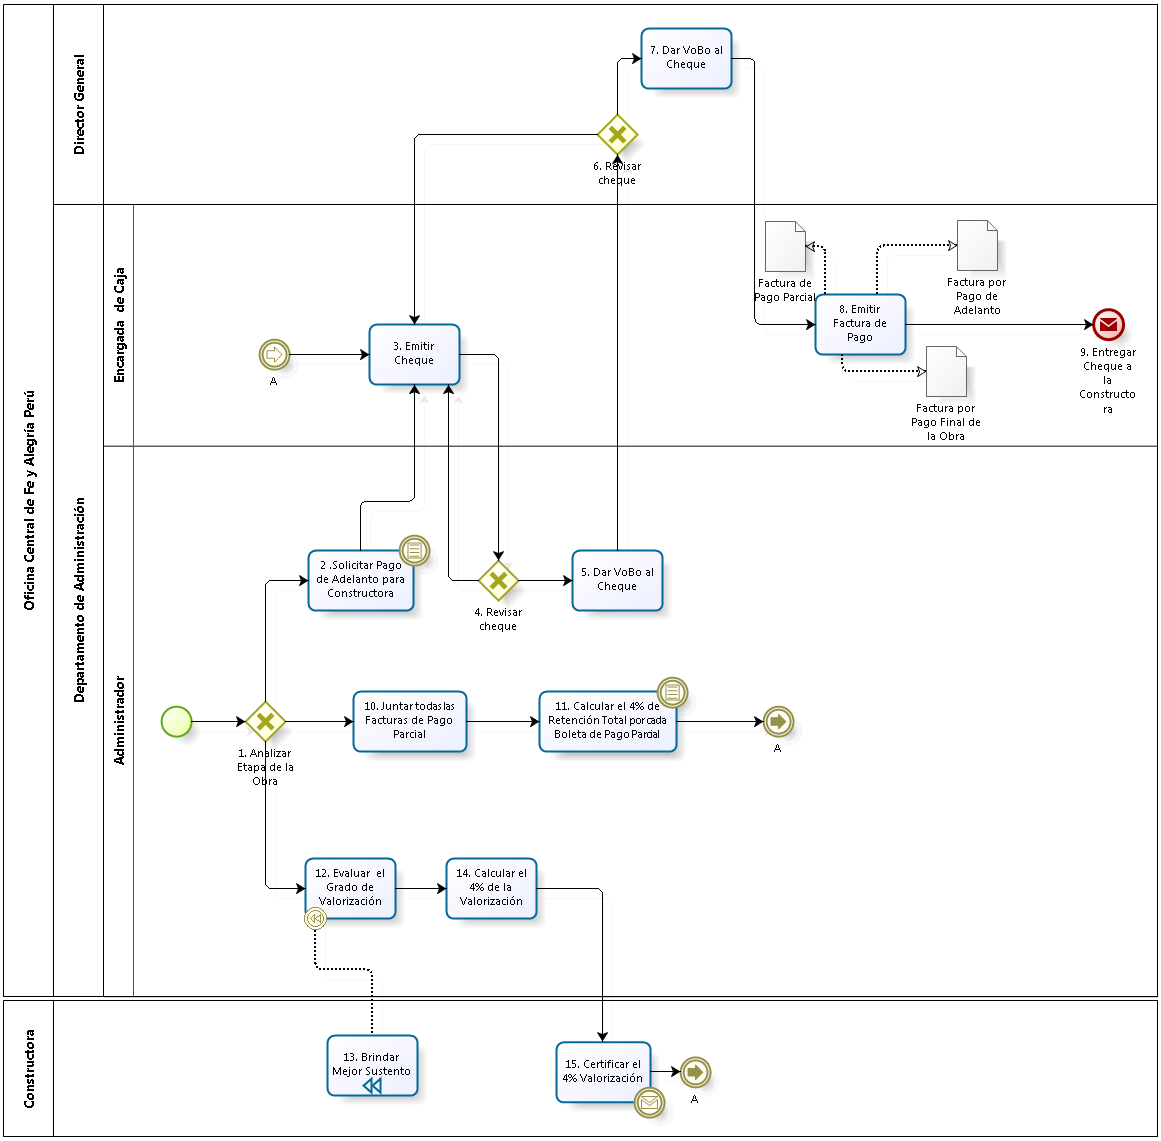 Oficina Central de Fe y Alegría Perú
Director General
7. Dar VoBo al
Cheque
6. Revisar
cheque
Departamento de Administración
Encargada  de Caja
A
3. Emitir
Cheque
Factura de
Pago Parcial
Factura por
Pago de
Adelanto
8. Emitir
Factura de
Pago
Factura por
Pago Final de
la Obra
9. Entregar
Cheque a
la
Constructo
ra
Administrador
2 .Solicitar Pago
de Adelanto para
Constructora
4. Revisar
cheque
5. Dar VoBo al
Cheque
1. Analizar
Etapa de la
Obra
10. Juntar todas las
Facturas de Pago
Parcial
11. Calcular el 4% de
Retención Total por cada
Boleta de Pago Parcial
A
12. Evaluar  el
Grado de
Valorización
14. Calcular el
4% de la
Valorización
Constructora
13. Brindar
Mejor Sustento
15. Certificar el
4% Valorización
A